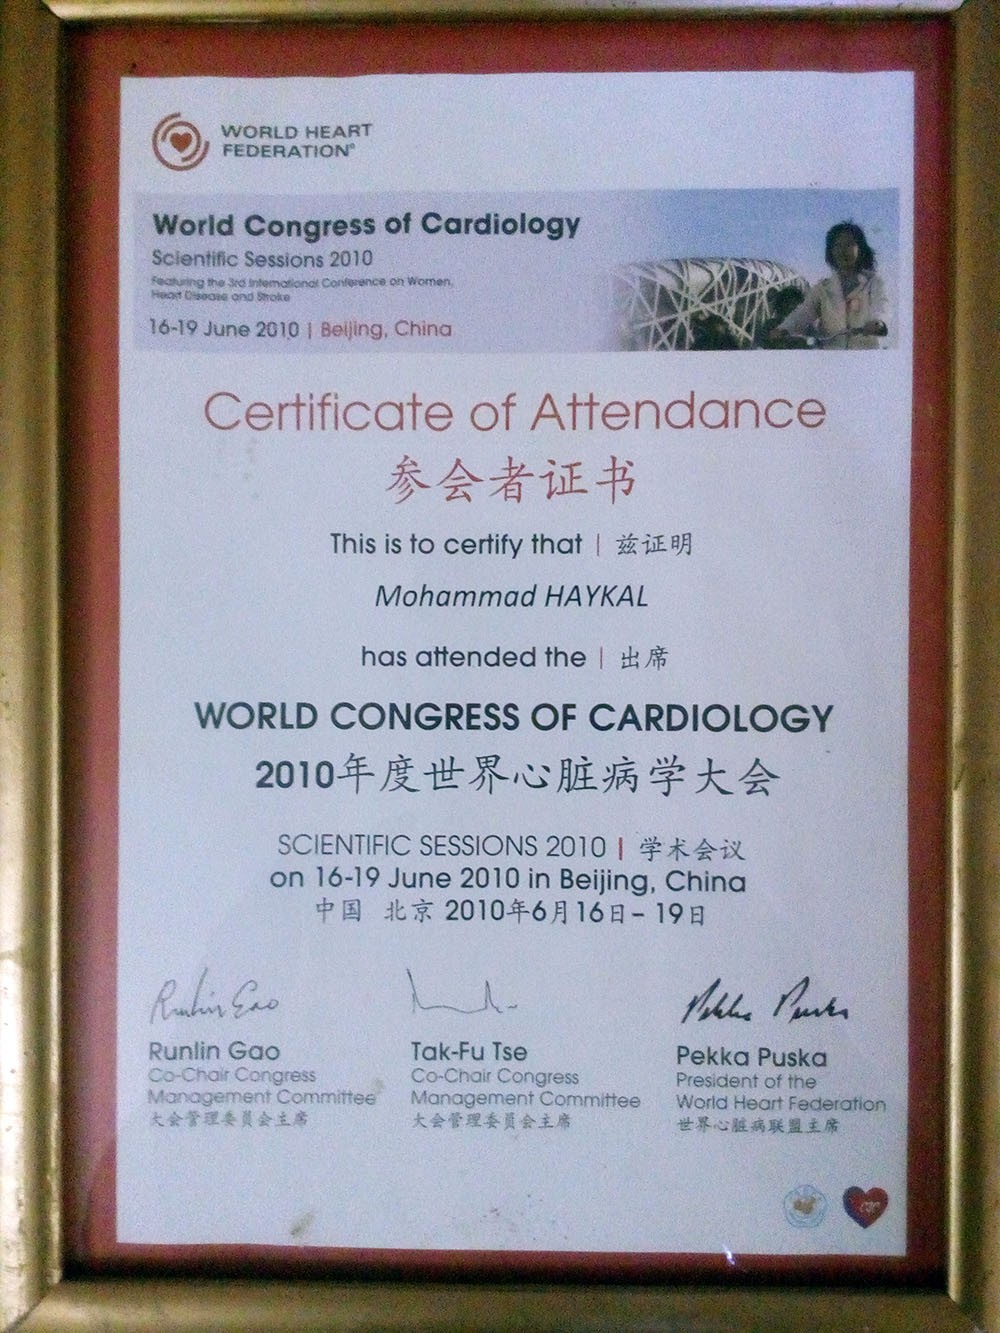 WORLD HEART
FEDERATION®
World Congress of Cardiology
Scientific Sessions 2010
Featuring the 3rd International Conference on Women,
Heart Disease and Stroke
16-19 June 2010 | Beijing, China
Certificate of Attendance
参会者证书
This is to certify that | 兹证明
Mohammad HAYKAL
has attended the | 出席
WORLD CONGRESS OF CARDIOLOGY
2010年度世界心脏病学大会
SCIENTIFIC SESSIONS 2010 | 学术会议
on 16-19 June 2010 in Beijing, China
中国 北京 2010年6月16日– 19日
Runlin Gao
Pekka Puska
Runlin Gao
Co-Chair Congress
Management Committee
大会管理委员会主席
Tak-Fu Tse
Co-Chair Congress
Management Committee
大会管理委员会主席
Pekka Puska
President of the
World Heart Federation
世界心脏病联盟主席